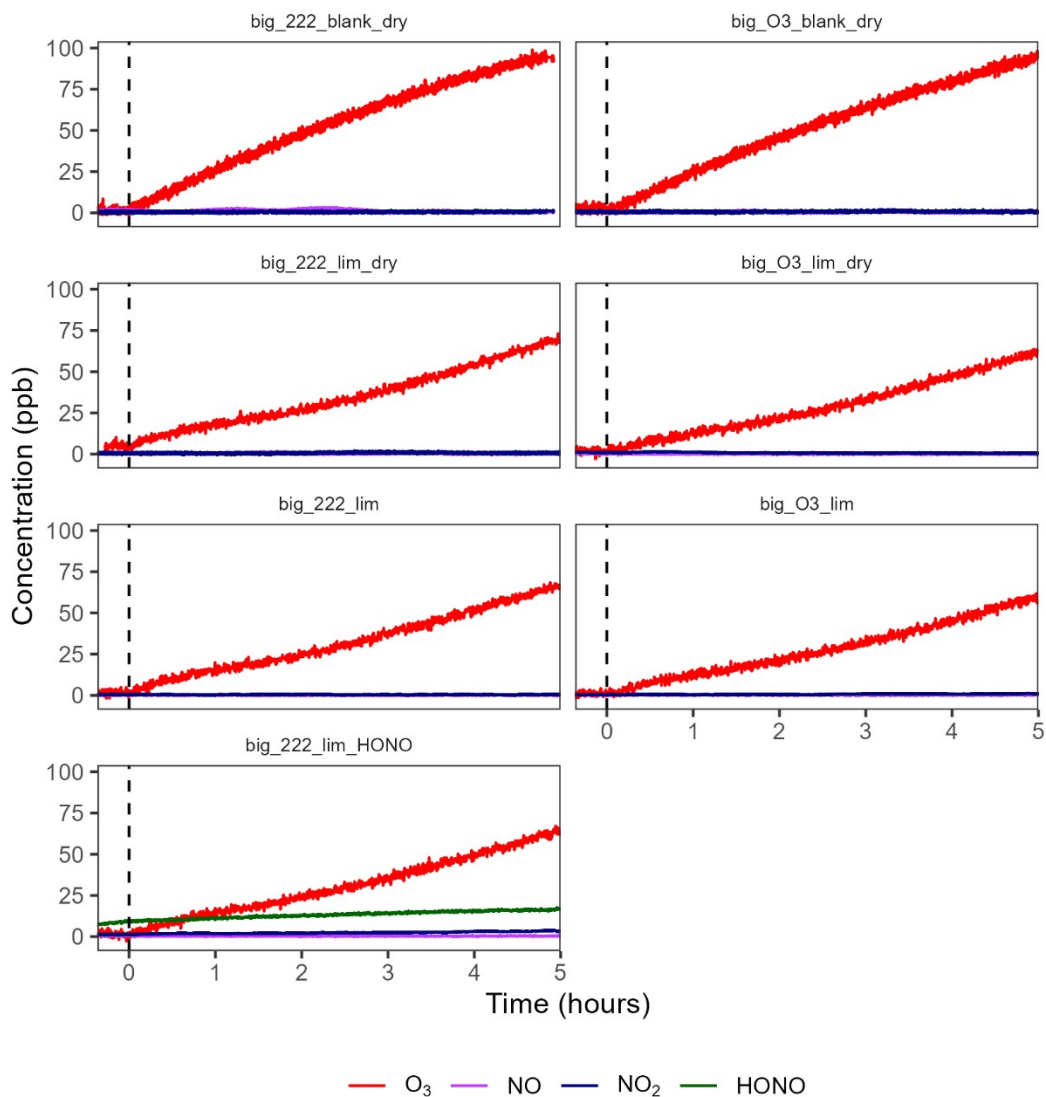 big_222_blank_dry
big_O3_blank_dry
100
75
50
25
0
big_222_lim_dry
big_O3_lim_dry
100
75
50
25
0
Concentration (ppb)
big_222_lim
big_O3_lim
100
75
50
25
0
0 1 2 3 4 5
big_222_lim_HONO
100
75
50
25
0
0 1 2 3 4 5
Time (hours)
O₃ NO NO₂ HONO